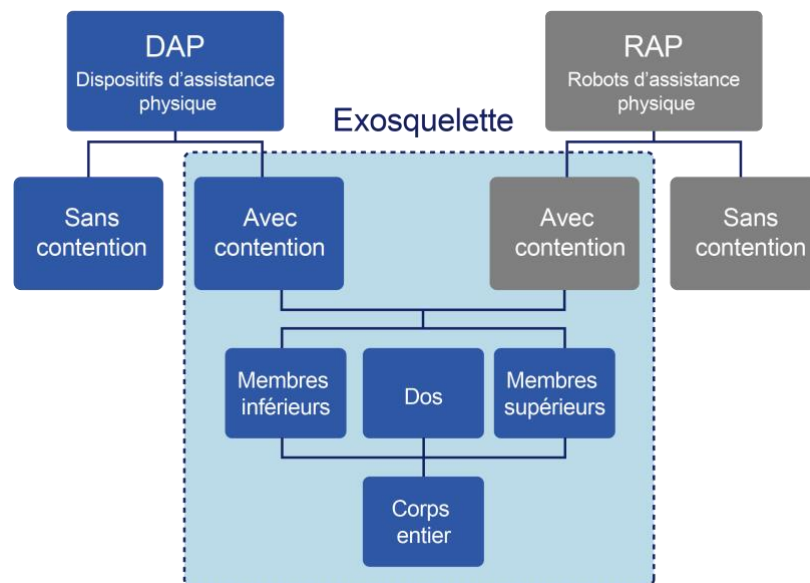 DAP
Dispositifs d’assistance
physique
RAP
Robots d’assistance
physique
Exosquelette
Sans
contention
Avec
contention
Avec
contention
Sans
contention
Membres
inférieurs
Dos
Membres
supérieurs
Corps
entier